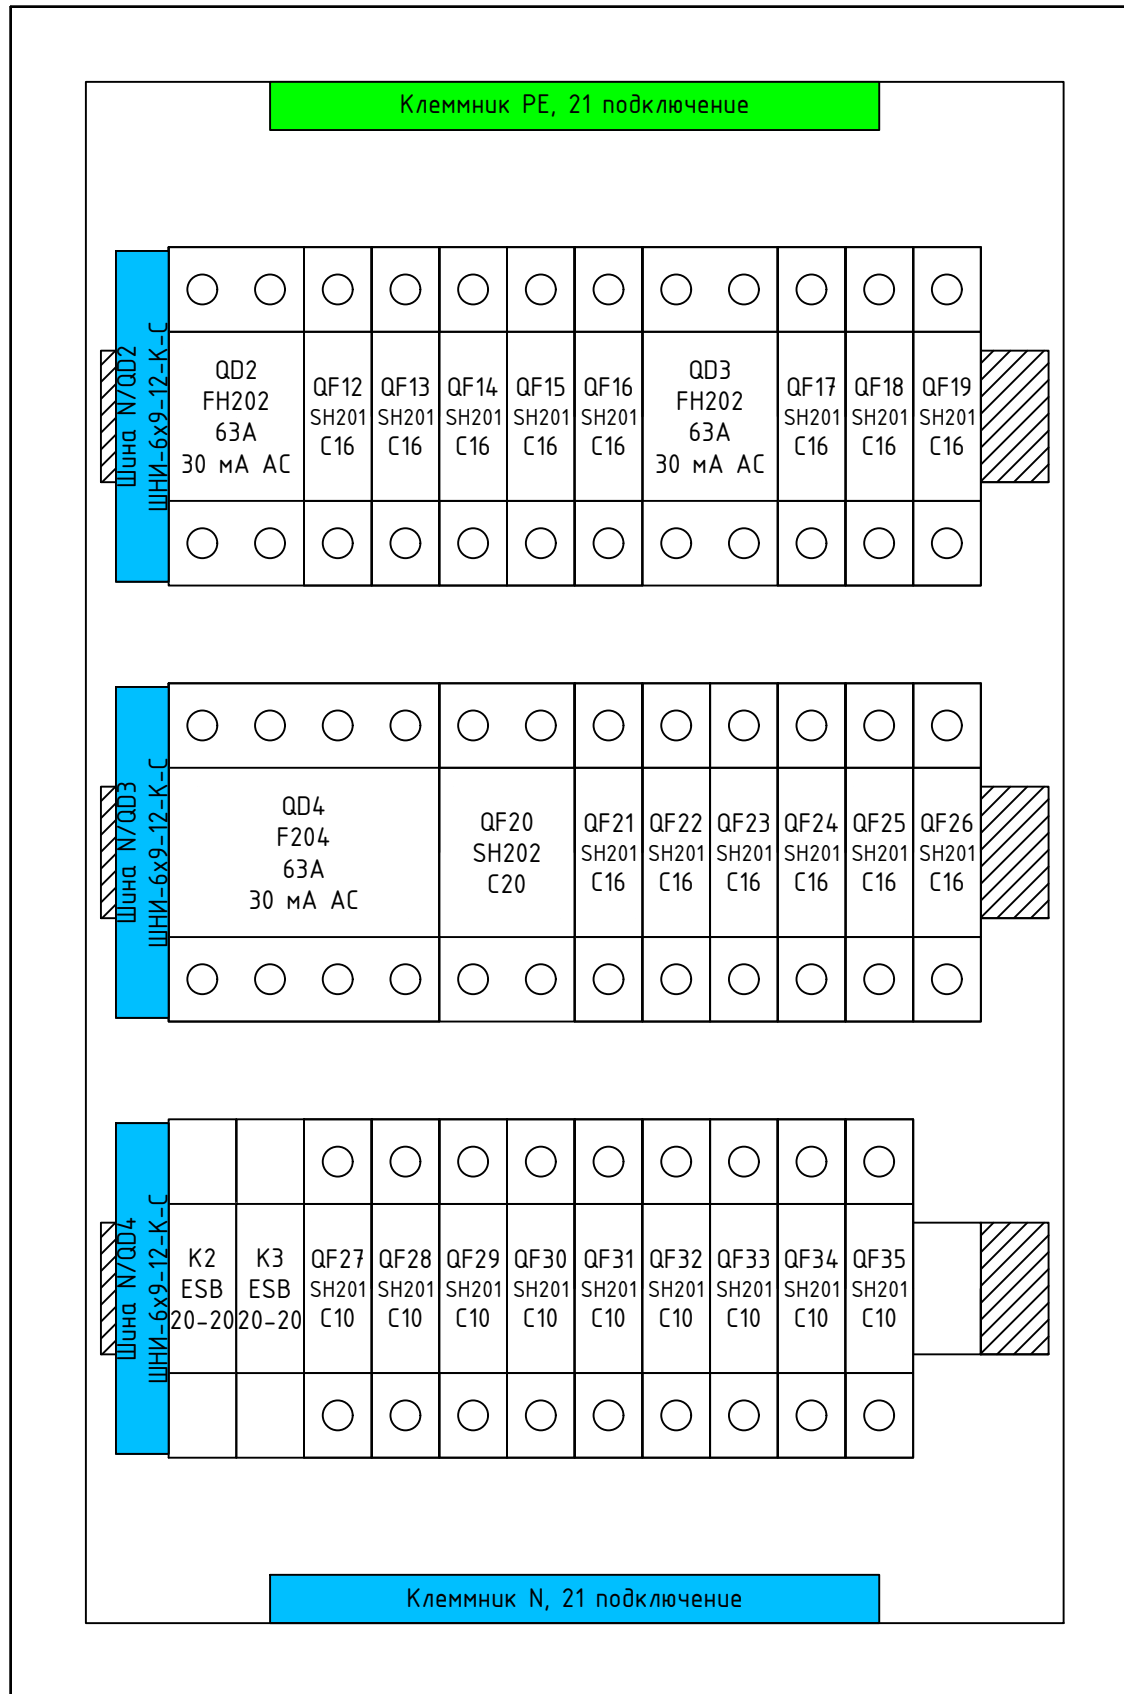 Клеммник PE, 21 подключение
Шина N/QD2
ШНИ-6x9-12-К-С
QD2
FH202
63А
30 мА АС
QF12
SH201
C16
QF13
SH201
C16
QF14
SH201
C16
QF15
SH201
C16
QF16
SH201
C16
QD3
FH202
63А
30 мА АС
QF17
SH201
C16
QF18
SH201
C16
QF19
SH201
C16
Шина N/QD3
ШНИ-6x9-12-К-С
QD4
F204
63А
30 мА АС
QF20
SH202
C20
QF21
SH201
C16
QF22
SH201
C16
QF23
SH201
C16
QF24
SH201
C16
QF25
SH201
C16
QF26
SH201
C16
Шина N/QD4
ШНИ-6x9-12-К-С
K2
ESB
20-20
K3
ESB
20-20
QF27
SH201
C10
QF28
SH201
C10
QF29
SH201
C10
QF30
SH201
C10
QF31
SH201
C10
QF32
SH201
C10
QF33
SH201
C10
QF34
SH201
C10
QF35
SH201
C10
Клеммник N, 21 подключение